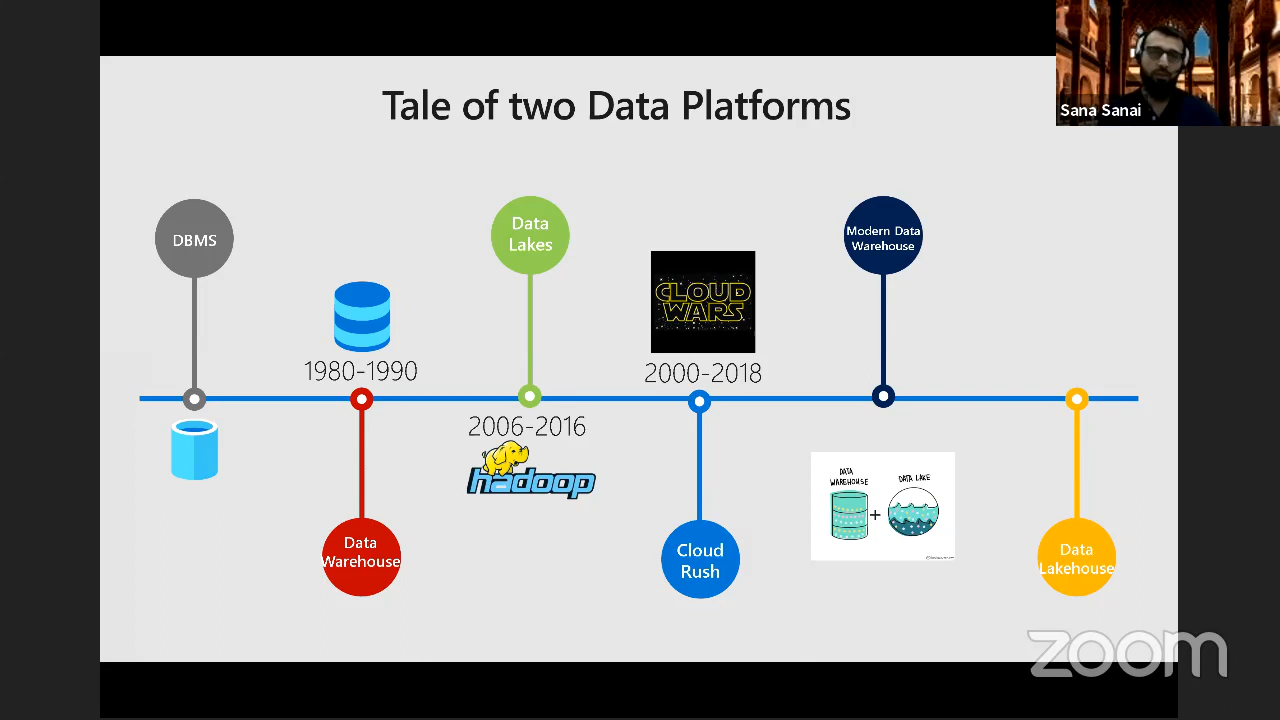 Tale of two Data Platforms
Sana Sanai
DBMS
Data
Lakes
Modern Data
Warehouse
CLOUD
WARS
1980-1990
2000-2018
2006-2016
hadoop
DATA
WAREHOUSE
DATA LAKE
+
Data
Warehouse
Cloud
Rush
Data
Lakehouse
zoom